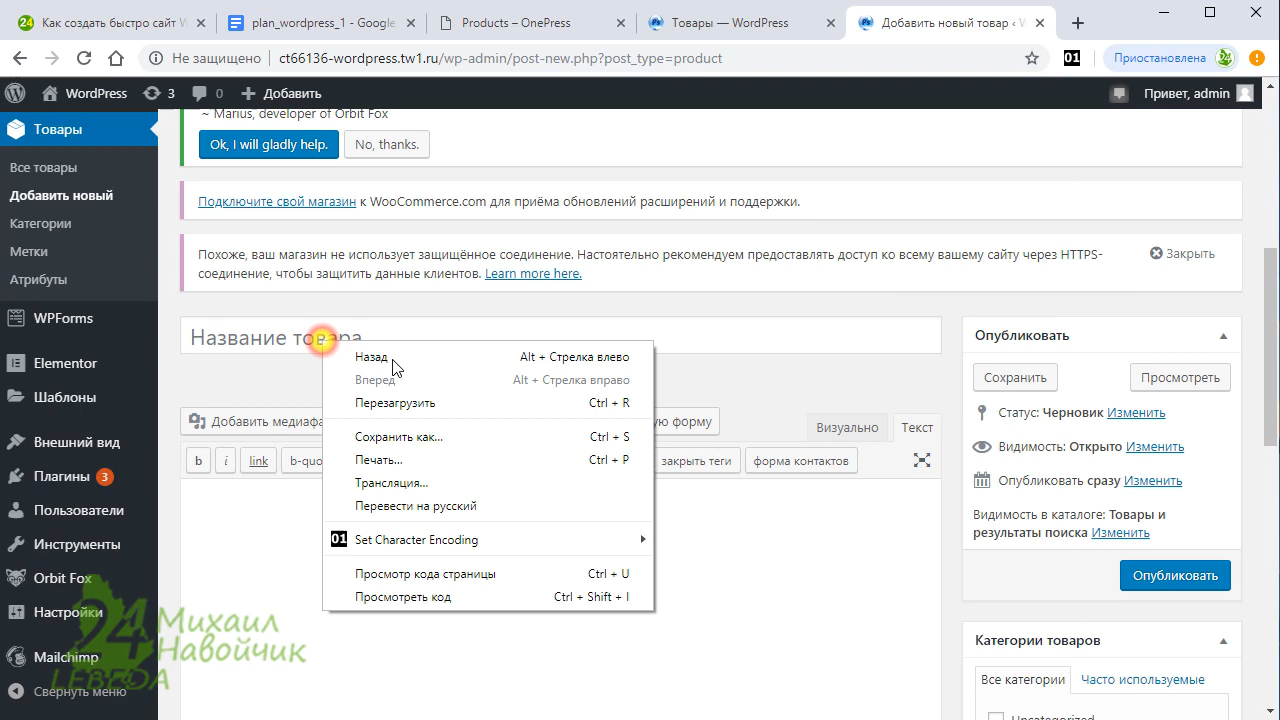 Как создать быстро сайт W
plan_wordpress_1 - Google
Products – OnePress
Товары — WordPress
Добавить новый товар ‹ W
Не защищено
ct66136-wordpress.tw1.ru/wp-admin/post-new.php?post_type=product
01
Приостановлена
WordPress
3
0
Добавить
Привет, admin
Товары
Все товары
Добавить новый
Категории
Метки
Атрибуты
WPForms
Elementor
Шаблоны
Внешний вид
Плагины 3
Пользователи
Инструменты
Orbit Fox
Настройки
Mailchimp
Свернуть меню
~ Marius, developer of Orbit Fox
Ok, I will gladly help.
No, thanks.
Подключите свой магазин к WooCommerce.com для приёма обновлений расширений и поддержки.
Похоже, ваш магазин не использует защищённое соединение. Настоятельно рекомендуем предоставлять доступ ко всему вашему сайту через HTTPS-
соединение, чтобы защитить данные клиентов. Learn more here.
Закрыть
Название товара
Добавить медиафа
ую форму
Визуально
Текст
b
i
link
b-quo
закрыть теги
форма контактов
Назад Alt + Стрелка влево
Вперед Alt + Стрелка вправо
Перезагрузить Ctrl + R
Сохранить как... Ctrl + S
Печать... Ctrl + P
Трансляция...
Перевести на русский
01 Set Character Encoding
Просмотр кода страницы Ctrl + U
Просмотреть код Ctrl + Shift + I
Опубликовать
Сохранить
Просмотреть
Статус: Черновик Изменить
Видимость: Открыто Изменить
Опубликовать сразу Изменить
Видимость в каталоге: Товары и
результаты поиска Изменить
Опубликовать
Категории товаров
Все категории
Часто используемые
Uncategorized
24
Михаил
Навойчик
LEBEDA